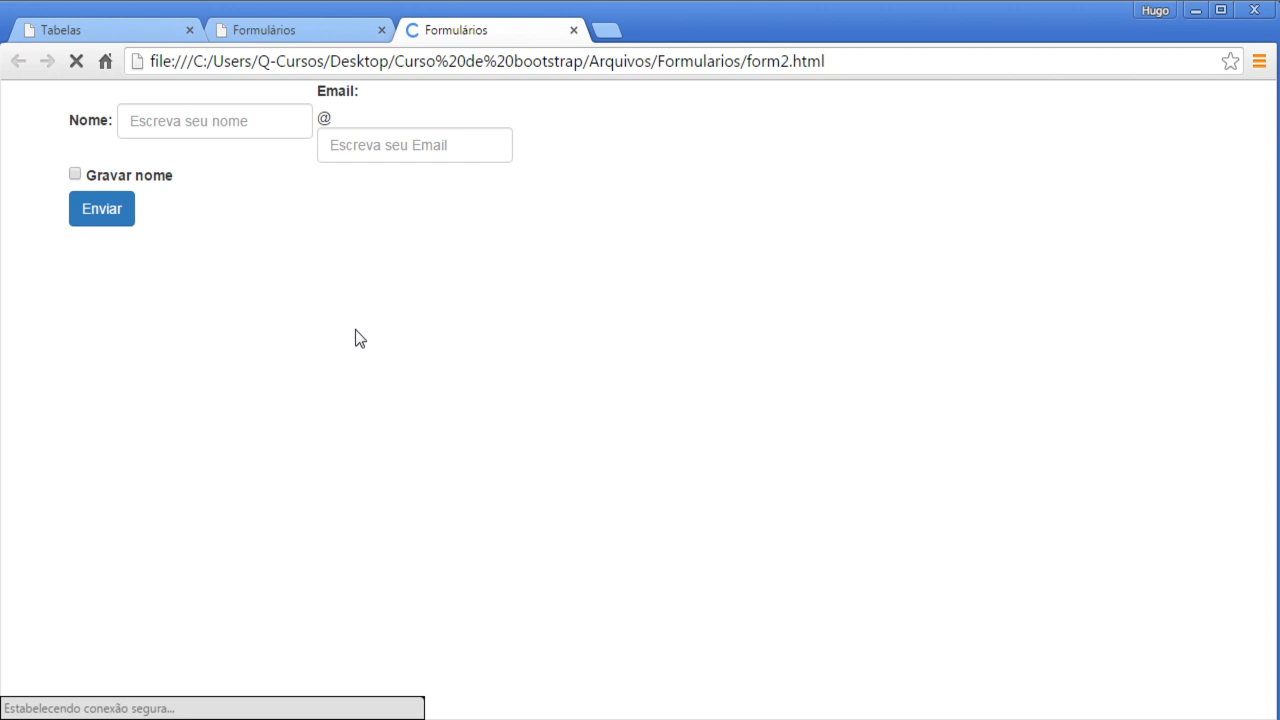 Hugo
Tabelas
Formulários
Formulários
file:///C:/Users/Q-Cursos/Desktop/Curso%20de%20bootstrap/Arquivos/Formularios/form2.html
Email:
Nome: Escreva seu nome @
Escreva seu Email
Gravar nome
Enviar
Estabelecendo conexão segura...